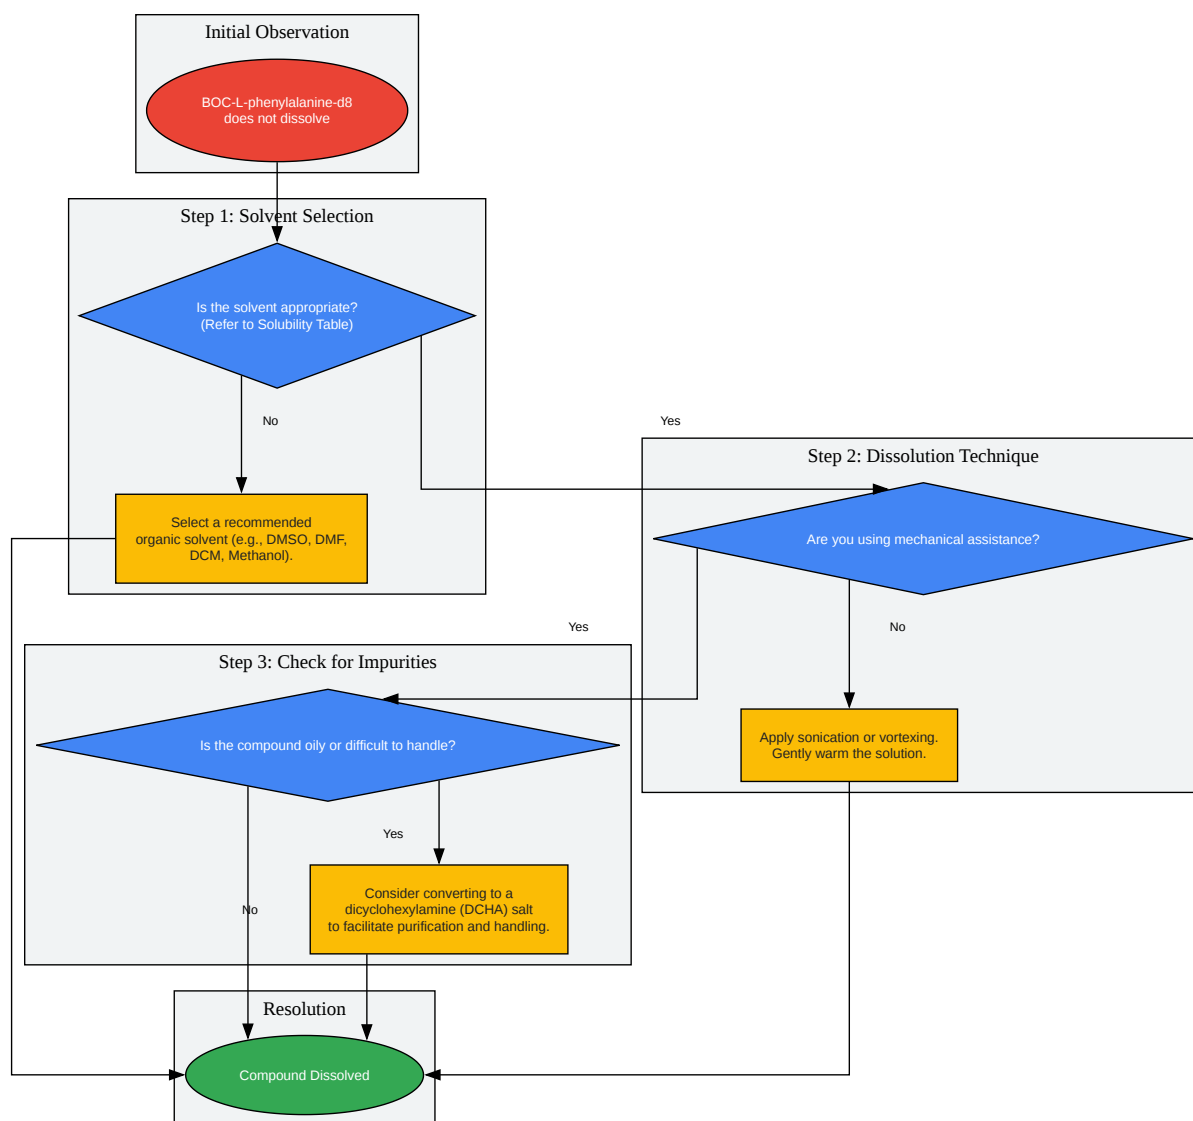 Initial Observation
BOC-L-phenylalanine-d8
does not dissolve
Step 1: Solvent Selection
Is the solvent appropriate?
(Refer to Solubility Table)
No
Yes
Select a recommended
organic solvent (e.g., DMSO, DMF,
DCM, Methanol).
Step 2: Dissolution Technique
Are you using mechanical assistance?
Yes
No
Apply sonication or vortexing.
Gently warm the solution.
Step 3: Check for Impurities
Is the compound oily or difficult to handle?
Yes
No
Consider converting to a
dicyclohexylamine (DCHA) salt
to facilitate purification and handling.
Resolution
Compound Dissolved